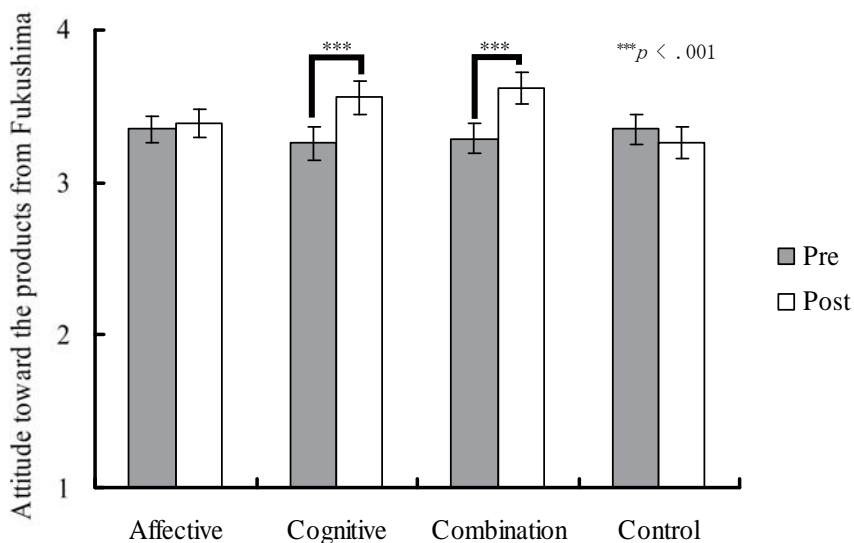 Attitude toward the products from Fukushima
4
3
2
1
***
***
***p < .001
Pre
Post
Affective
Cognitive
Combination
Control